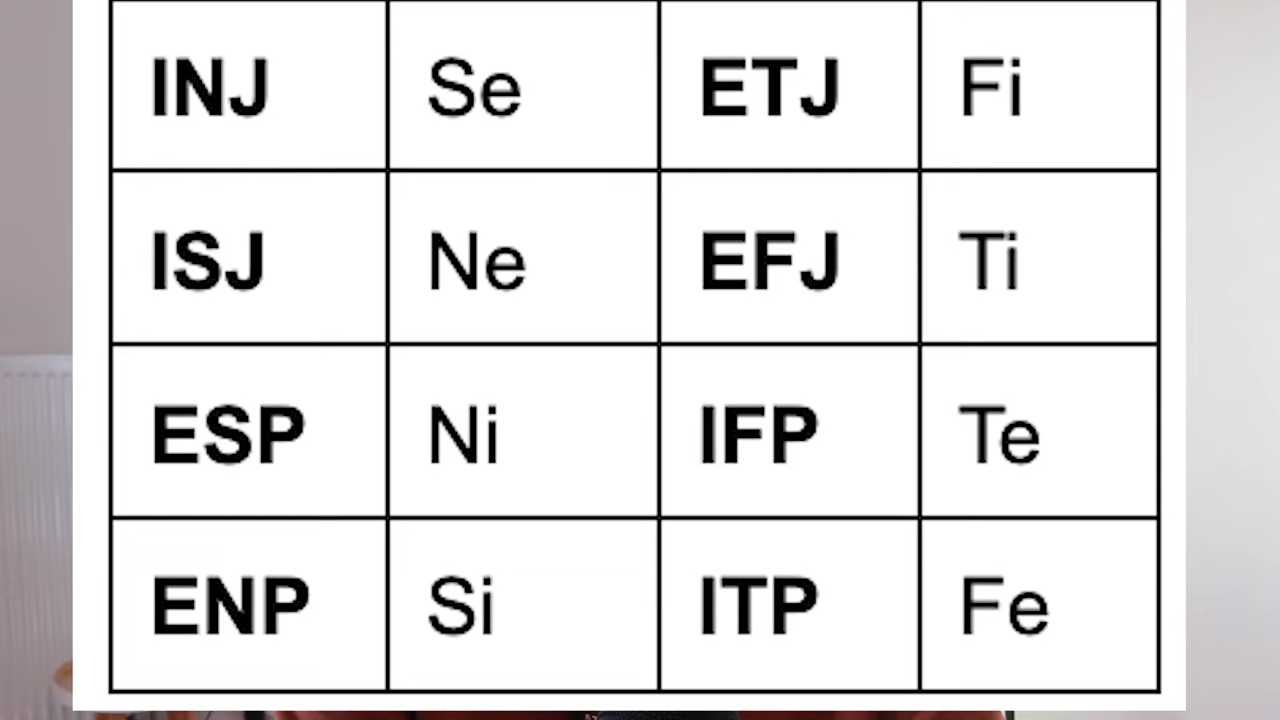 INJ Se ETJ Fi
ISJ Ne EFJ Ti
ESP Ni IFP Te
ENP Si ITP Fe